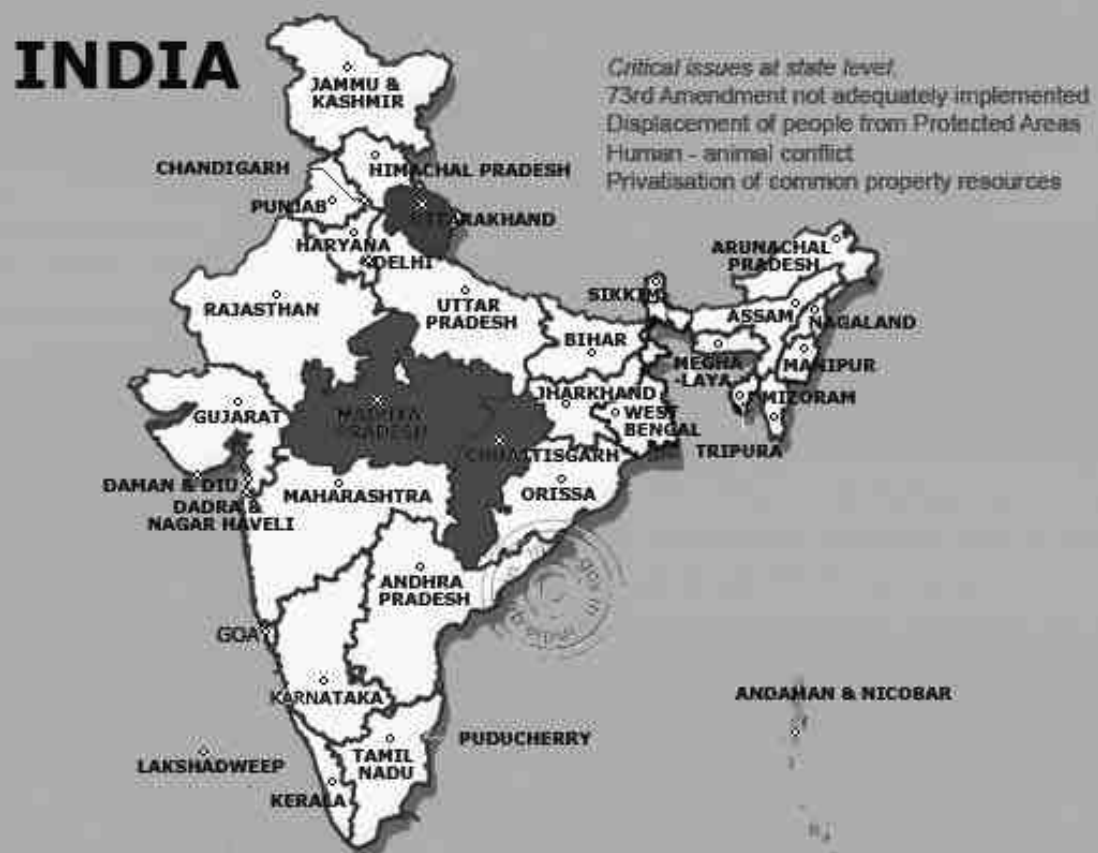 INDIA
Critical issues at state level.
73rd Amendment not adequately implemented
Displacement of people from Protected Areas
Human - animal conflict
Privatisation of common property resources
JAMMU &
KASHMIR
CHANDIGARH
HIMACHAL PRADESH
PUNJAB
UTTARAKHAND
HARYANA
DELHI
ARUNACHAL
PRADESH
RAJASTHAN
UTTAR
PRADESH
SIKKIM
ASSAM
NAGALAND
BIHAR
MEGHA
-LAYA
MANIPUR
GUJARAT
MADHYA
PRADESH
JHARKHAND
WEST
BENGAL
MIZORAM
TRIPURA
CHHATTISGARH
DAMAN & DIU
DADRA &
NAGAR HAVELI
MAHARASHTRA
ORISSA
ANDHRA
PRADESH
GOA
KARNATAKA
ANDAMAN & NICOBAR
PUDUCHERRY
LAKSHADWEEP
TAMIL
NADU
KERALA